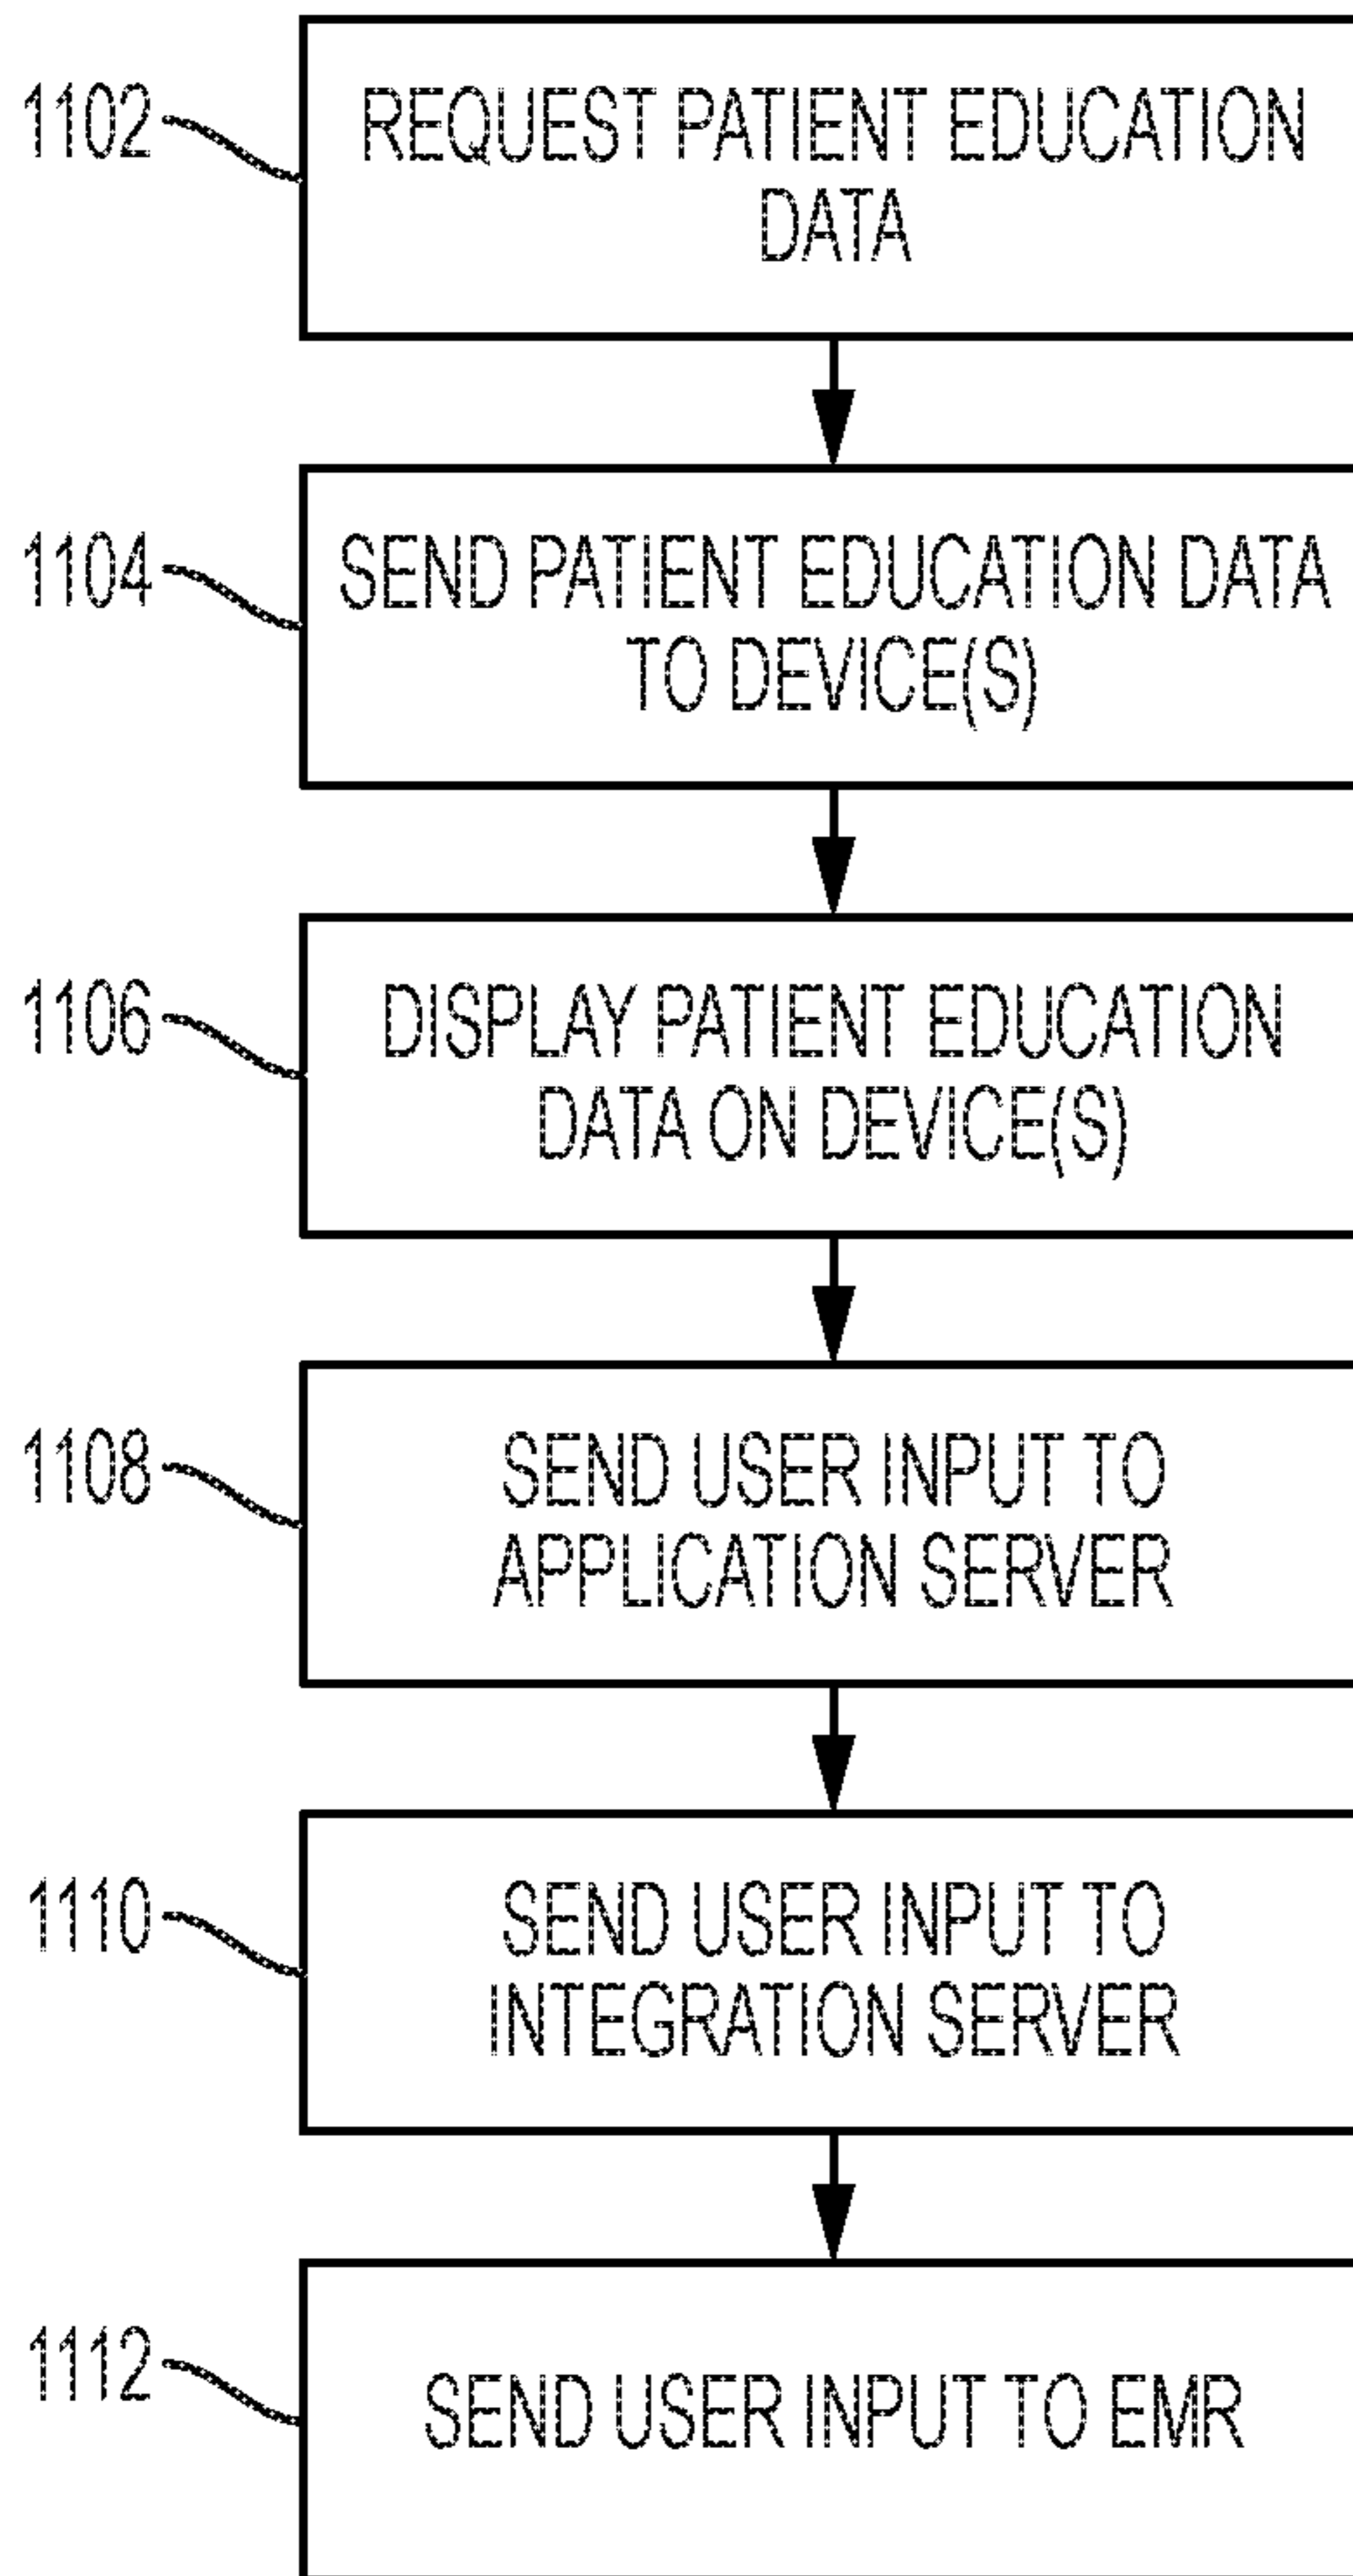 1102
REQUEST PATIENT EDUCATION
DATA
1104
SEND PATIENT EDUCATION DATA
TO DEVICE(S)
1106
DISPLAY PATIENT EDUCATION
DATA ON DEVICE(S)
1108
SEND USER INPUT TO
APPLICATION SERVER
1110
SEND USER INPUT TO
INTEGRATION SERVER
1112
SEND USER INPUT TO EMR